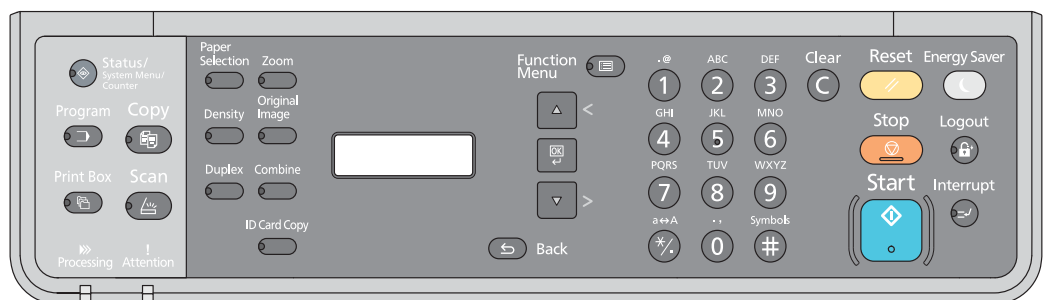 Status/
System Menu/
Counter
Program
Copy
Print Box
Scan
Processing
!
Attention
Paper
Selection
Zoom
Density
Original
Image
Duplex
Combine
ID Card Copy
Function
Menu
<
OK
>
Back
.@
ABC
DEF
1
2
3
GHI
JKL
MNO
4
5
6
PQRS
TUV
WXYZ
7
8
9
a⇔A
.,
Symbols
*/.
0
#
Clear
C
Reset
Energy Saver
Stop
Logout
Start
Interrupt